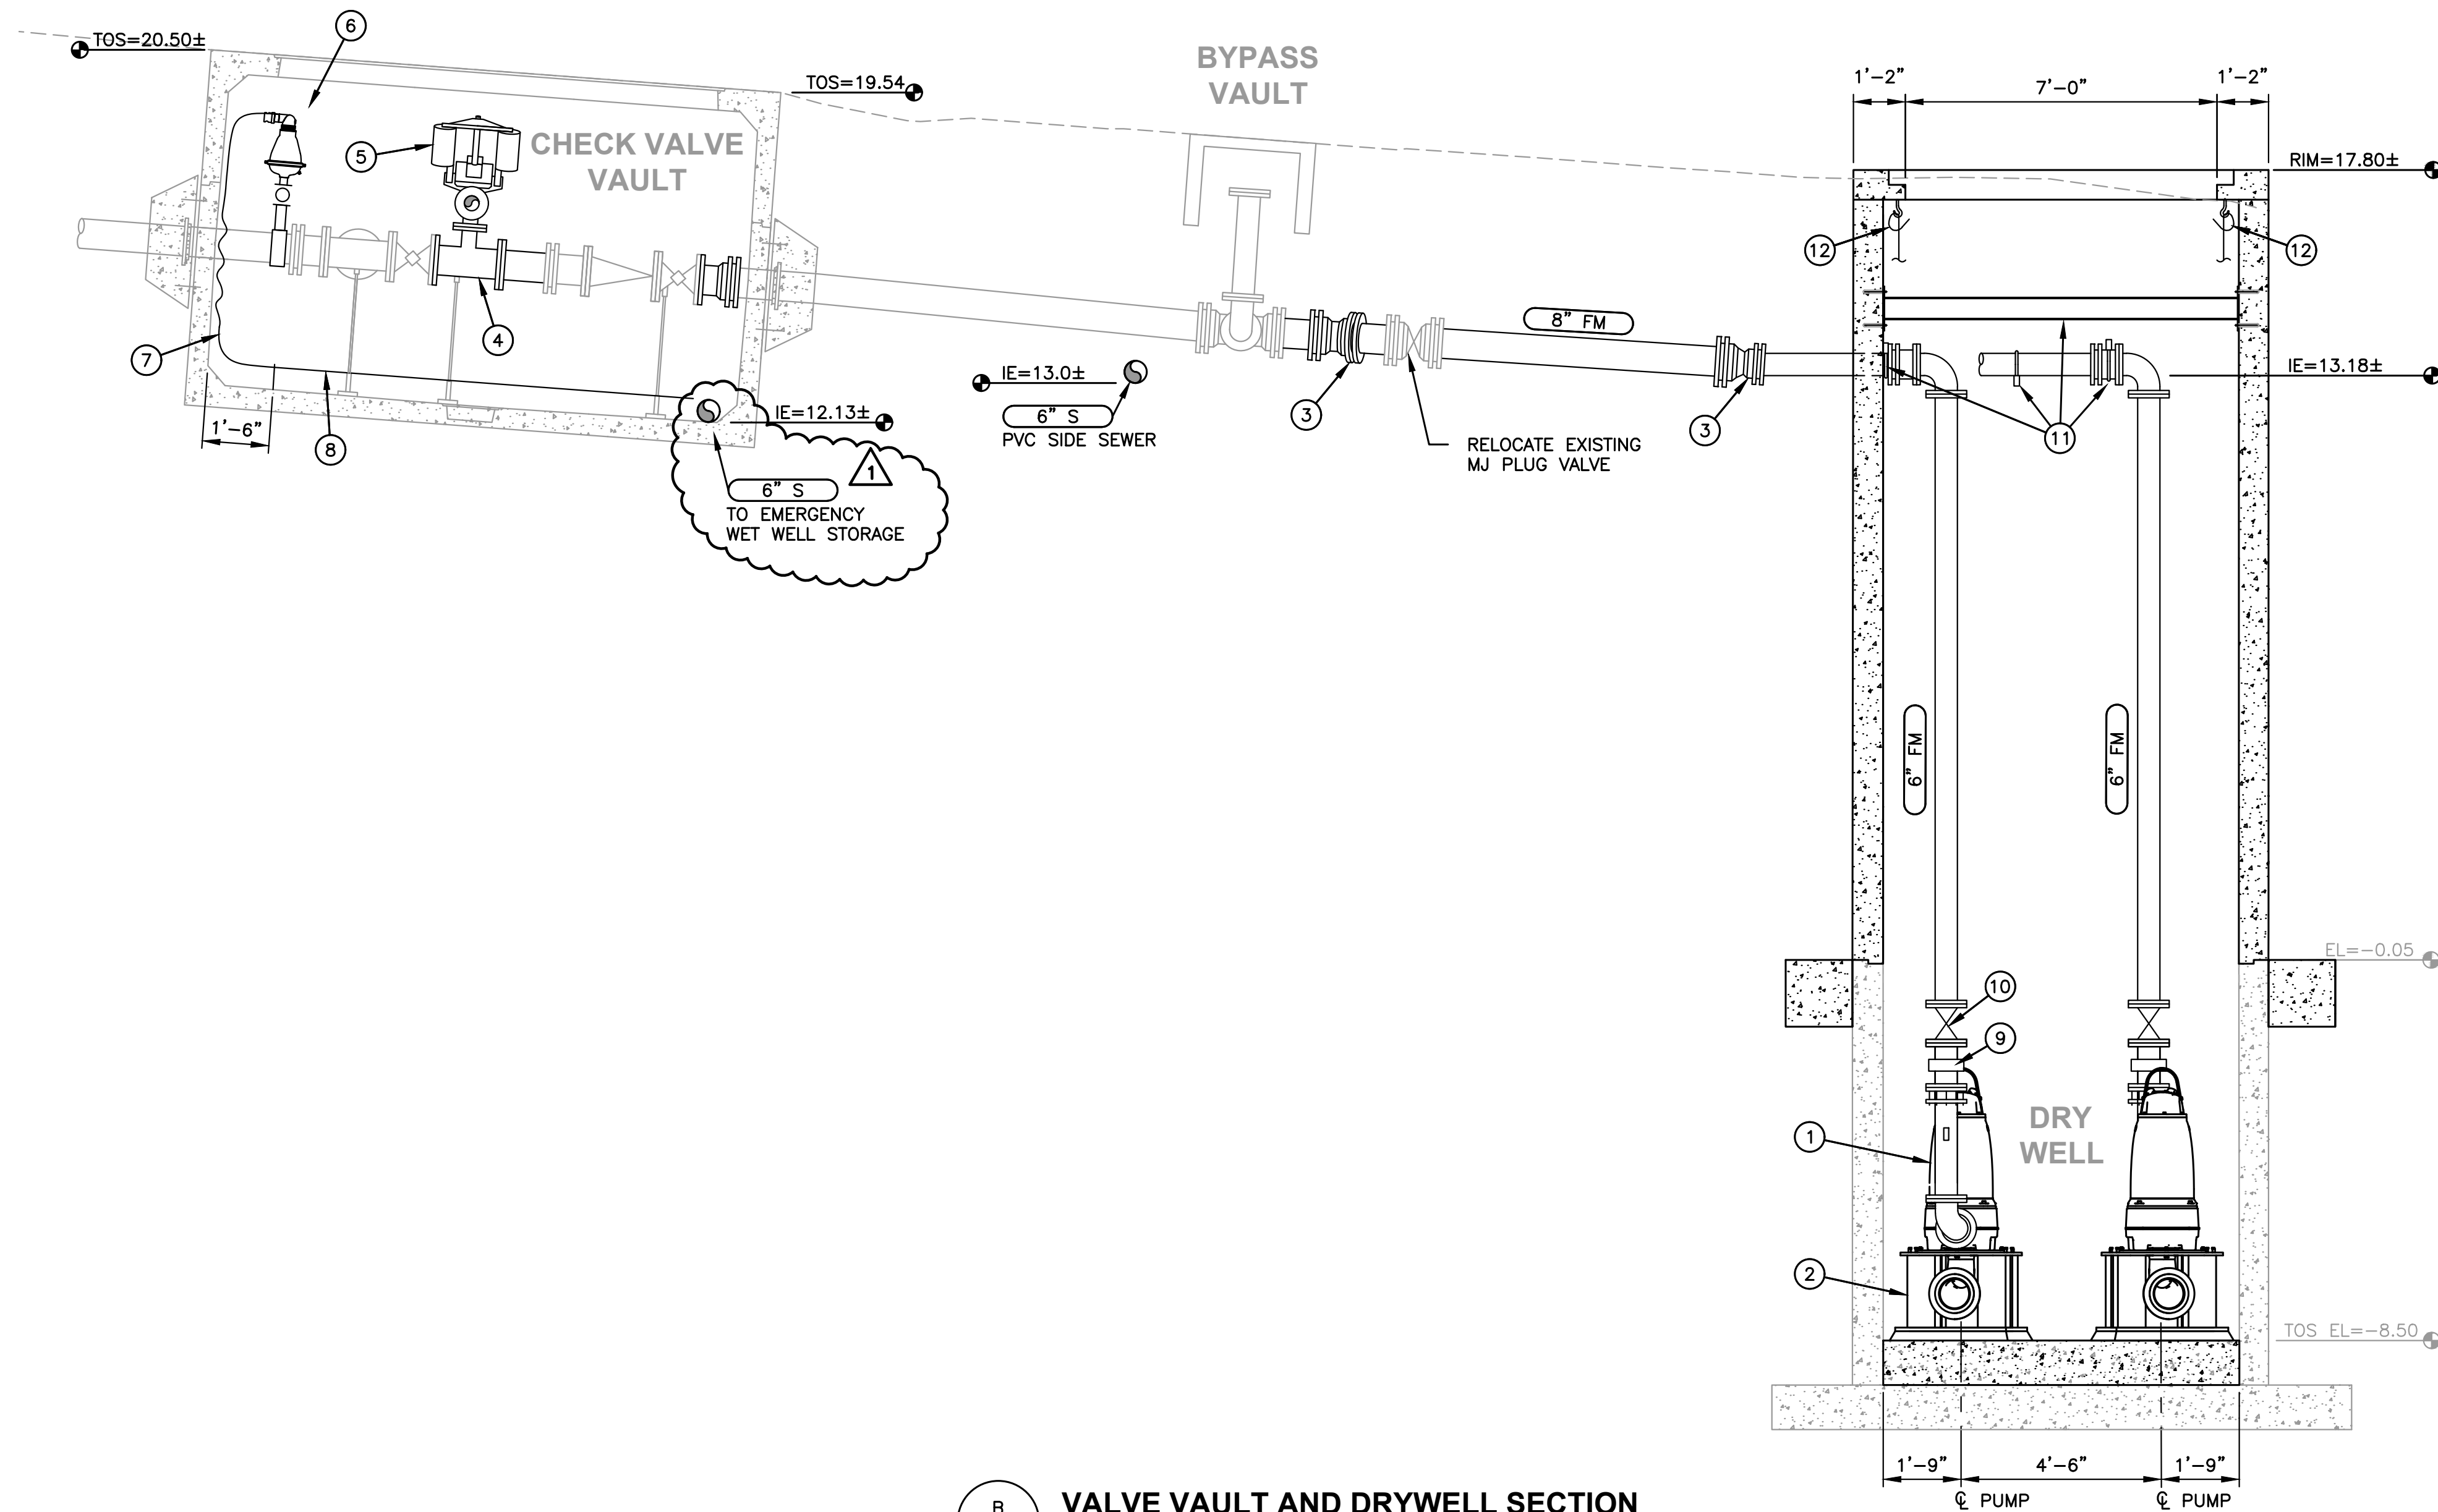 TOS=20.50±
6
TOS=19.54
5
CHECK VALVE
VAULT
BYPASS
VAULT
1'-2"
7'-0"
1'-2"
RIM=17.80±
12
12
4
7
1'-6"
8
IE=12.13±
6" S
1
TO EMERGENCY
WET WELL STORAGE
IE=13.0±
6" S
PVC SIDE SEWER
3
8" FM
RELOCATE EXISTING
MJ PLUG VALVE
3
IE=13.18±
11
6" FM
6" FM
EL=-0.05
10
9
1
DRY
WELL
2
TOS EL=-8.50
1'-9"
4'-6"
1'-9"
℄ PUMP
℄ PUMP
B
VALVE VAULT AND DRYWELL SECTION